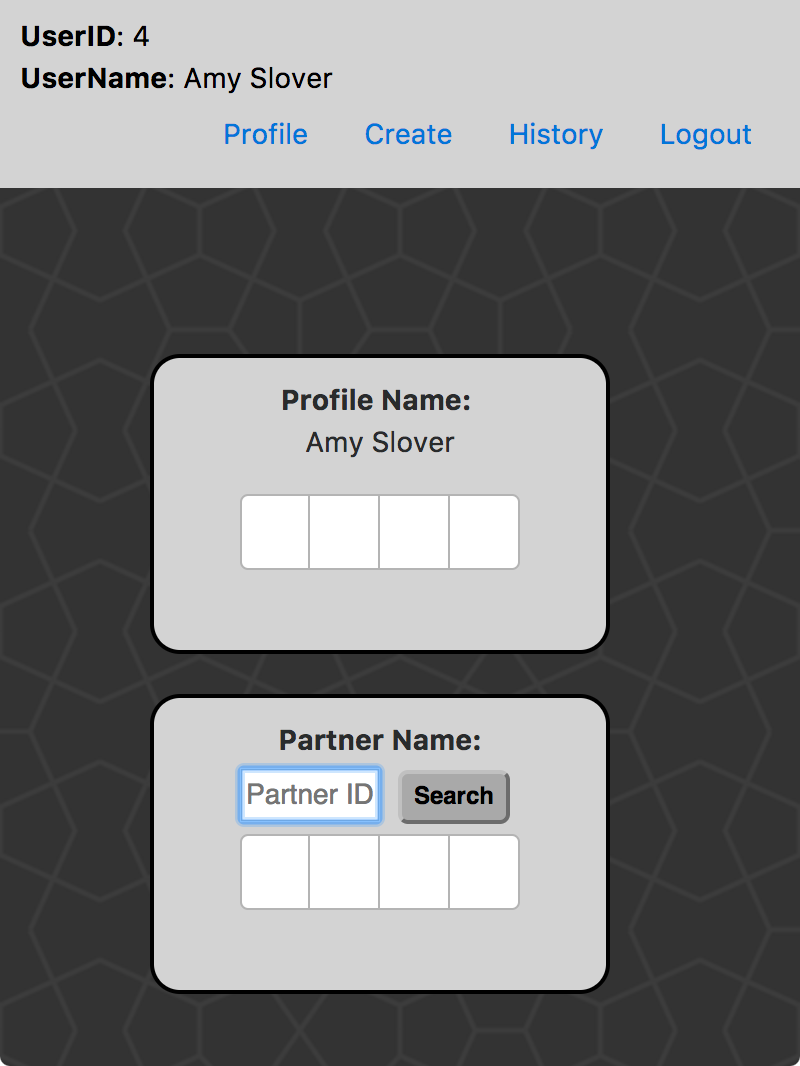 UserID: 4
UserName: Amy Slover
Profile Create History Logout
Profile Name:
Amy Slover
Partner Name:
Partner ID Search